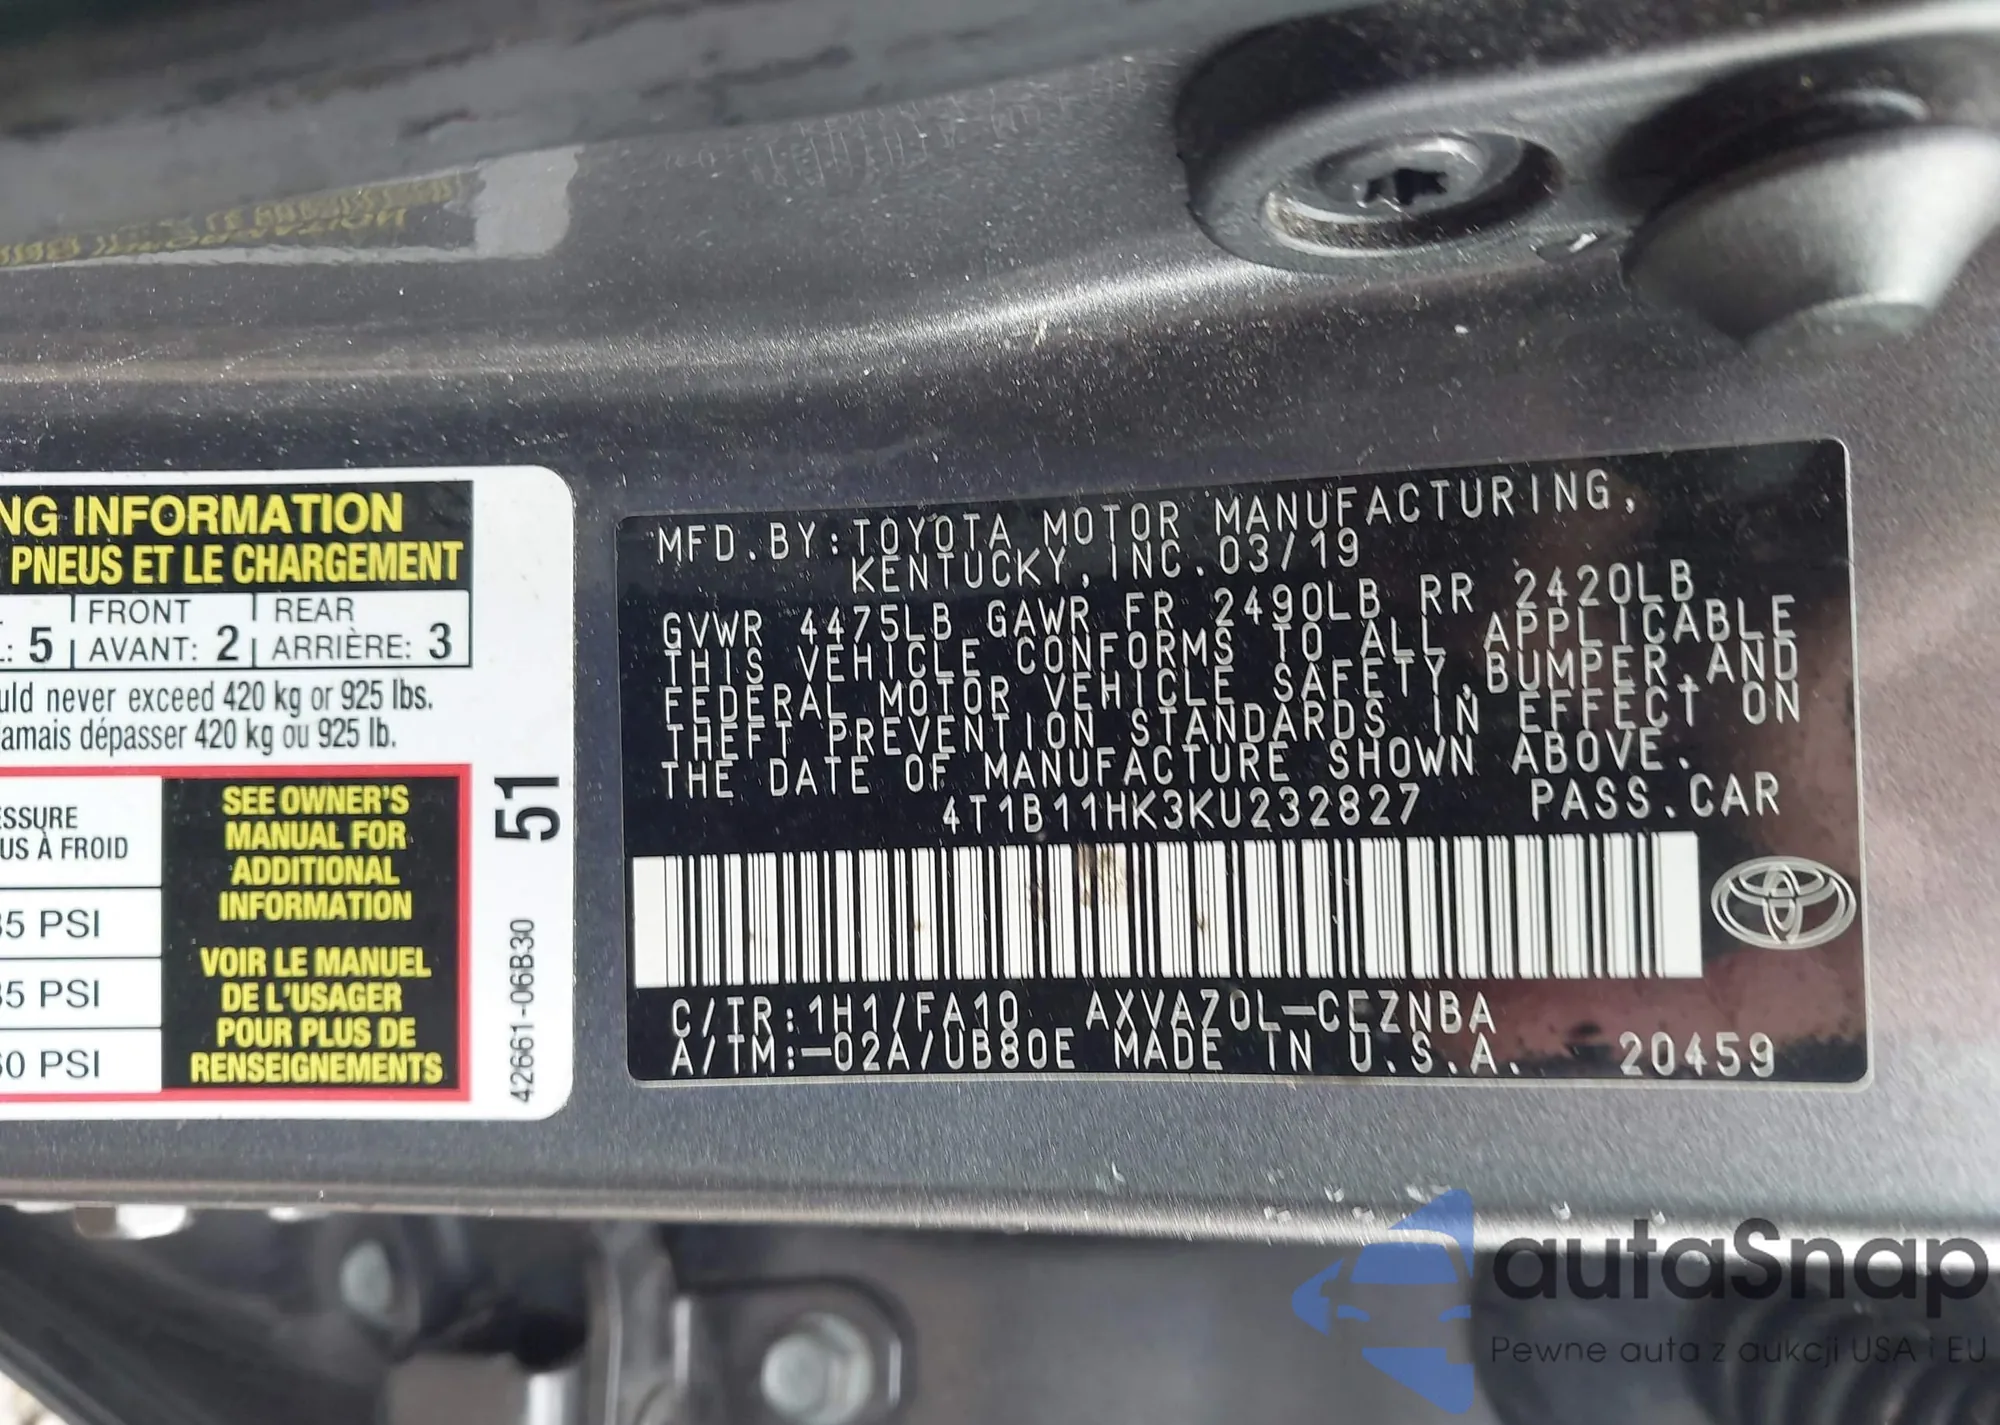 NG INFORMATION
PNEUS ET LE CHARGEMENT
FRONT REAR
L: 5 AVANT: 2 ARRIÈRE: 3
uld never exceed 420 kg or 925 lbs.
amais dépasser 420 kg ou 925 lb.
SSURE
US À FROID
35 PSI
35 PSI
60 PSI
SEE OWNER'S
MANUAL FOR
ADDITIONAL
INFORMATION
VOIR LE MANUEL
DE L'USAGER
POUR PLUS DE
RENSEIGNEMENTS
51
42661-06B30
MFD.BY:TOYOTA MOTOR MANUFACTURING,
KENTUCKY,INC.03/19
GVWR 4475LB GAWR FR 2490LB RR 2420LB
THIS VEHICLE CONFORMS TO ALL APPLICABLE
FEDERAL MOTOR VEHICLE SAFETY,BUMPER,AND
THEFT PREVENTION STANDARDS IN EFFECT ON
THE DATE OF MANUFACTURE SHOWN ABOVE.
4T1B11HK3KU232827 PASS.CAR
C/TR:1H1/FA10 AXVA70L-CEZNBA
A/TM:-02A/UB80E MADE IN U.S.A. 20459
autaSnap
Pewne auta z aukcji USA i EU